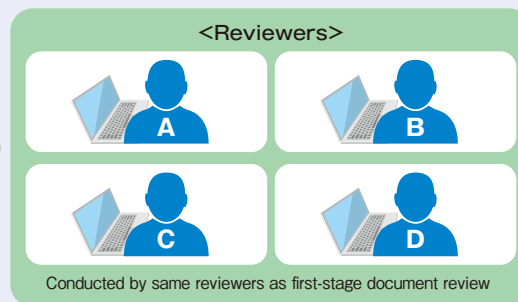 <Reviewers>
A
B
C
D
Conducted by same reviewers as first-stage document review